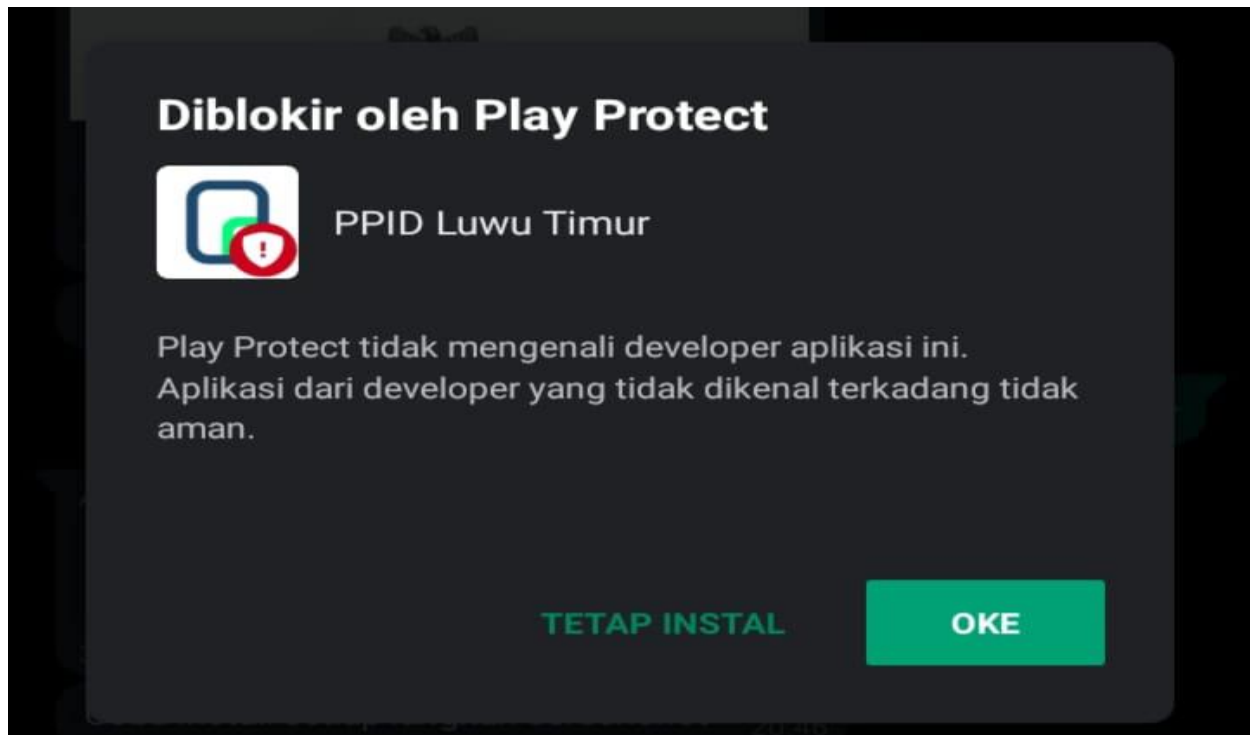 Diblokir oleh Play Protect
PPID Luwu Timur
Play Protect tidak mengenali developer aplikasi ini.
Aplikasi dari developer yang tidak dikenal terkadang tidak
aman.
TETAP INSTAL
OKE